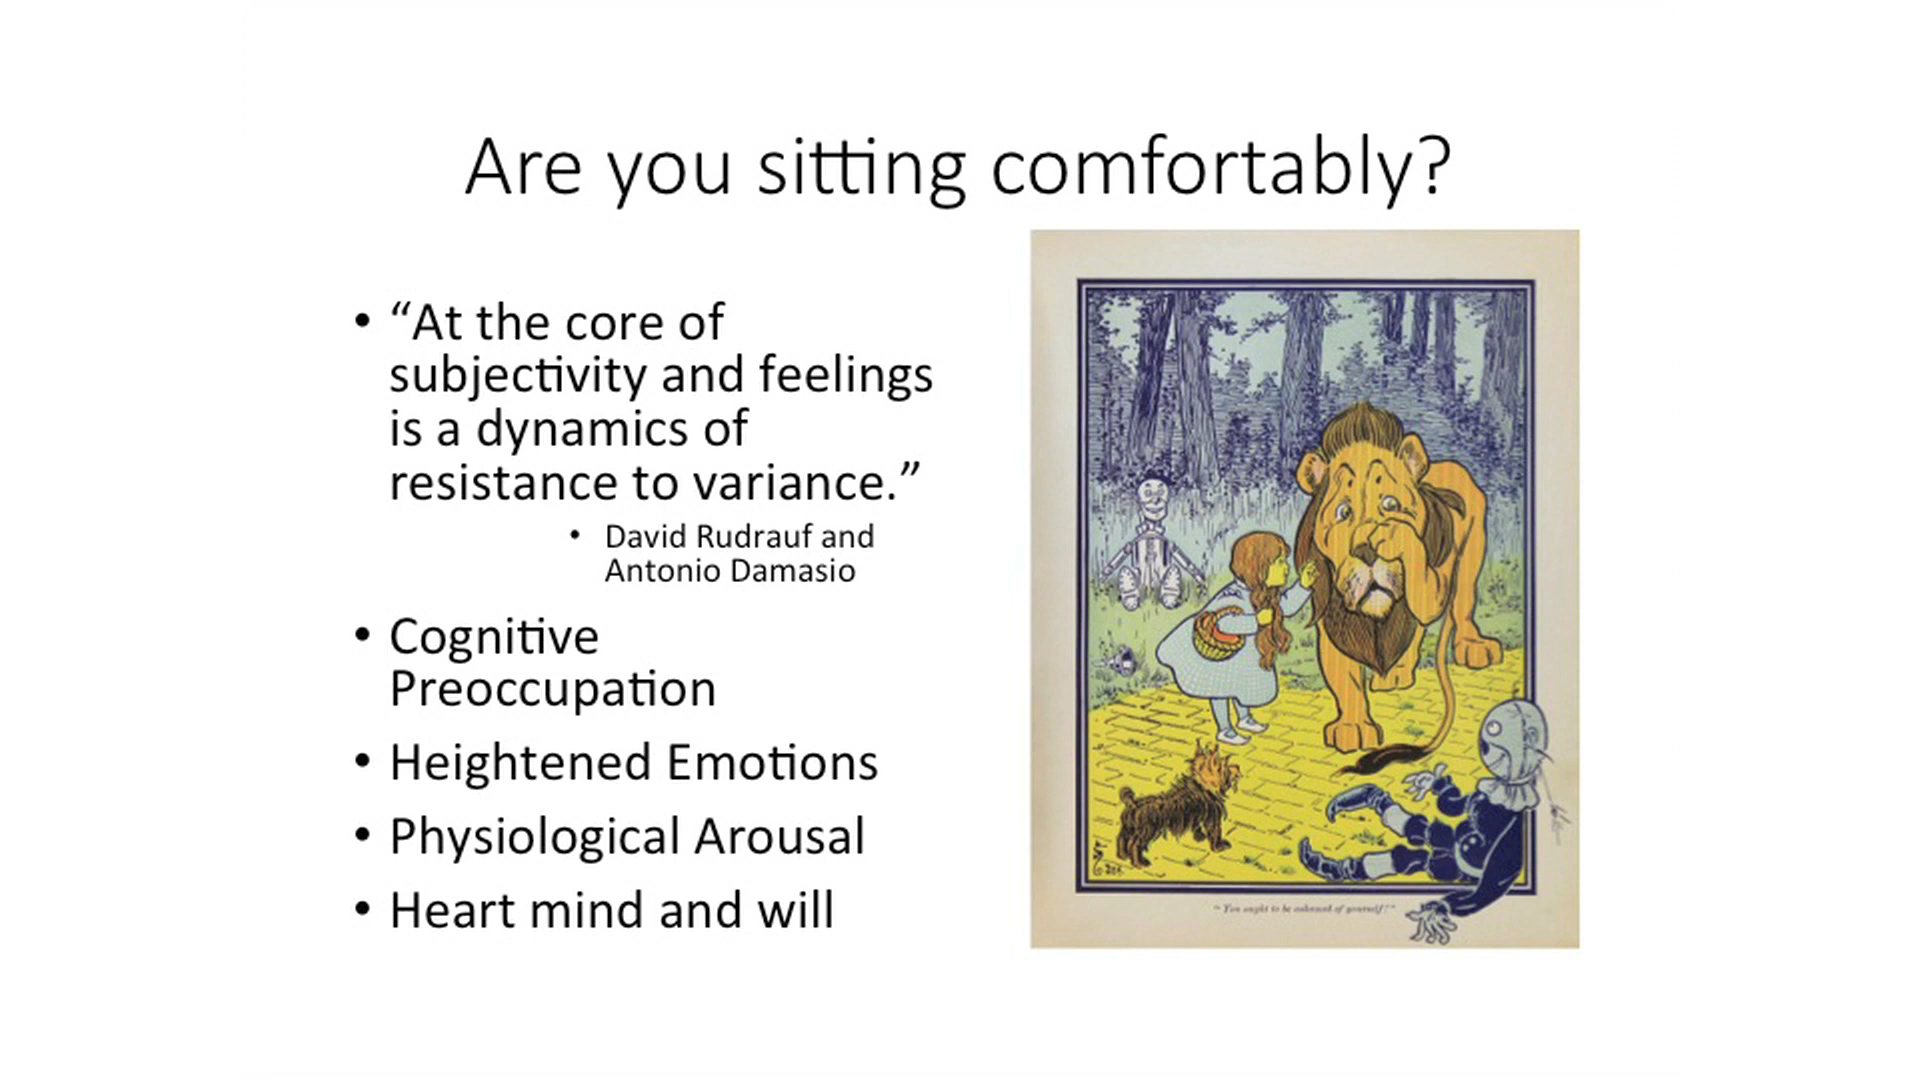 Are you sitting comfortably?
• “At the core of
subjectivity and feelings
is a dynamics of
resistance to variance.”
• David Rudrauf and
Antonio Damasio
• Cognitive
Preoccupation
• Heightened Emotions
• Physiological Arousal
• Heart mind and will
“You ought to be ashamed of yourself!”